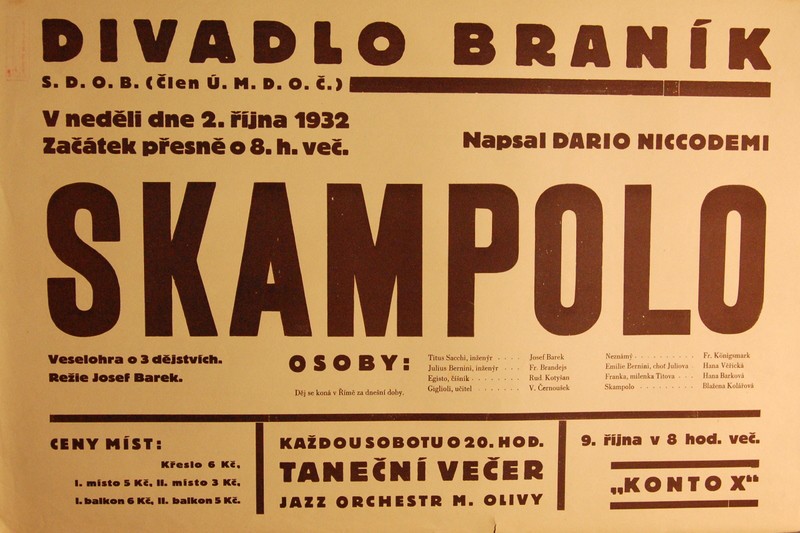 DIVADLO BRANÍK
S. D. O. B. (Člen Ú. M. D. O. Č.)
V neděli dne 2. října 1932
Začátek přesně o 8. h. več.
Napsal DARIO NICCODEMI
SKAMPOLO
Veselohra o 3 dějstvích.
Režie Josef Barek.
OSOBY:
Děj se koná v Římě za dnešní doby.
Titus Sacchi, inženýr . . . . Josef Barek
Julius Bernini, inženýr . . . Fr. Brandejs
Egisto, číšník . . . . . . . Rud. Kotyšan
Giglioli, učitel . . . . . . V. Černoušek
Neznámý . . . . . . . . . Fr. Königsmark
Emilie Bernini, choť Juliova . Hana Věžická
Franka, milenka Titova . . . Hana Barková
Skampolo . . . . . . . . Blažena Kolářová
CENY MÍST:
Křeslo 6 Kč,
I. místo 5 Kč, II. místo 3 Kč,
I. balkon 6 Kč, II. balkon 5 Kč.
KAŽDOU SOBOTU O 20. HOD.
TANEČNÍ VEČER
JAZZ ORCHESTR M. OLIVY
9. října v 8 hod. več.
„KONTO X“